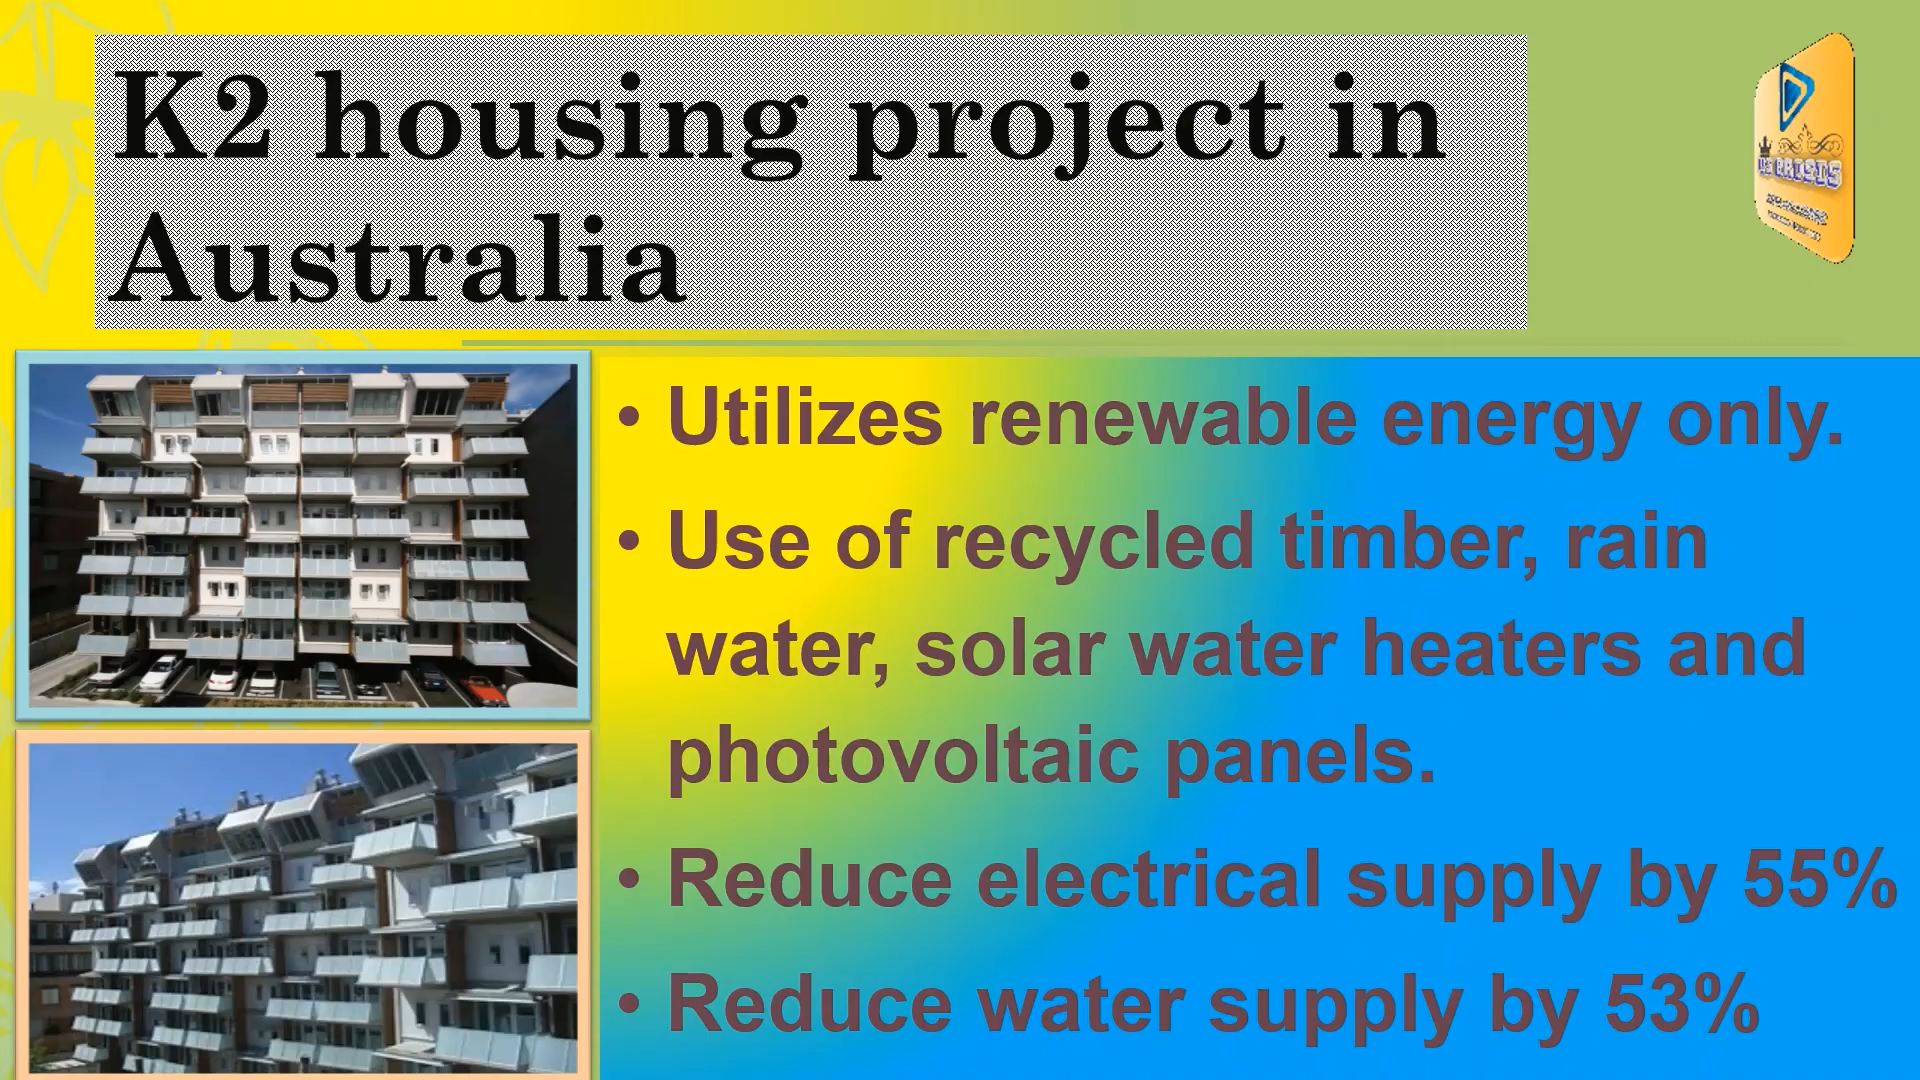 K2 housing project in
Australia
• Utilizes renewable energy only.
• Use of recycled timber, rain
water, solar water heaters and
photovoltaic panels.
• Reduce electrical supply by 55%
• Reduce water supply by 53%